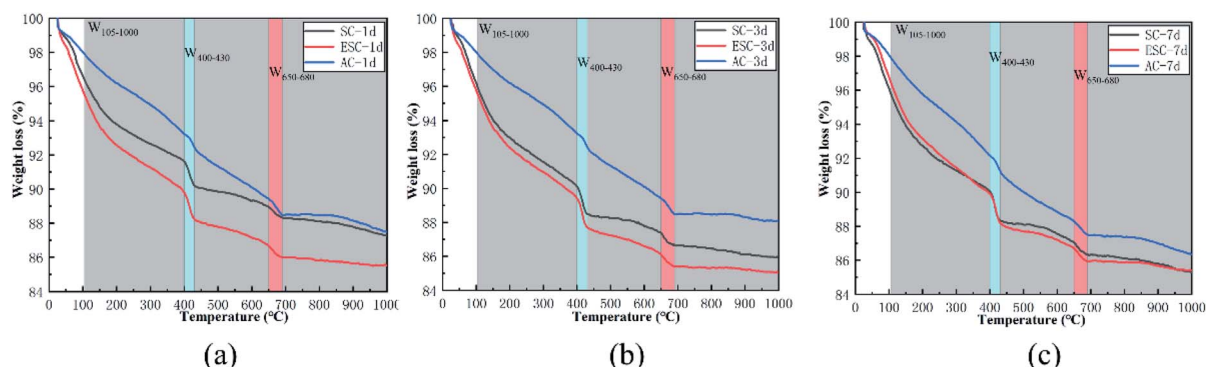 W105-1000
W400-430
W650-680
SC-1d
ESC-1d
AC-1d
100
98
96
94
92
90
88
86
84
Weight loss (%)
0 100 200 300 400 500 600 700 800 900 1000
Temperature (°C)
(a)
W105-1000
W400-430
W650-680
SC-3d
ESC-3d
AC-3d
100
98
96
94
92
90
88
86
84
Weight loss (%)
0 100 200 300 400 500 600 700 800 900 1000
Temperature (°C)
(b)
W105-1000
W400-430
W650-680
SC-7d
ESC-7d
AC-7d
100
98
96
94
92
90
88
86
84
Weight loss (%)
0 100 200 300 400 500 600 700 800 900 1000
Temperature (°C)
(c)